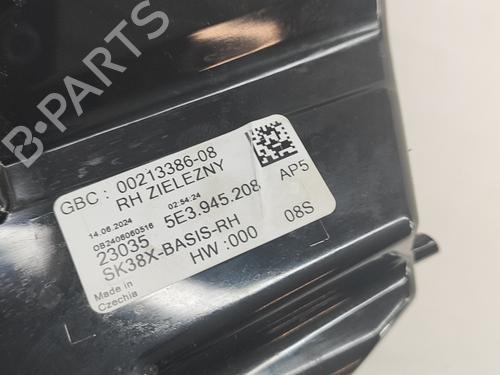 B-PARTS
GBC: 00213386-08
RH ZIELEZNY
14.06.2024 02:54:24
OB2406060516
23035 5E3.945.208 AP5
SK38X-BASIS-RH
HW :000 08S
Made in
Czechia